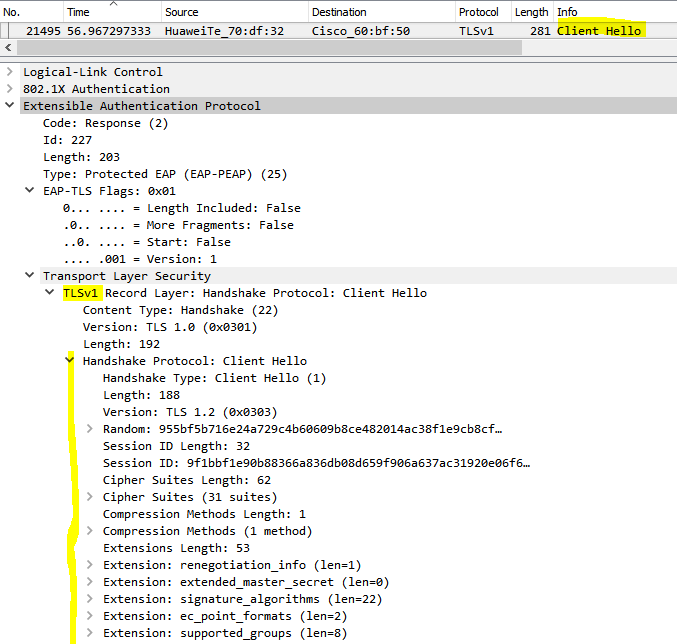 No. Time Source Destination Protocol Length Info
21495 56.967297333 HuaweiTe_70:df:32 Cisco_60:bf:50 TLSv1 281 Client Hello
Logical-Link Control
802.1X Authentication
Extensible Authentication Protocol
Code: Response (2)
Id: 227
Length: 203
Type: Protected EAP (EAP-PEAP) (25)
EAP-TLS Flags: 0x01
0... .... = Length Included: False
.0.. .... = More Fragments: False
..0. .... = Start: False
.... .001 = Version: 1
Transport Layer Security
TLSv1 Record Layer: Handshake Protocol: Client Hello
Content Type: Handshake (22)
Version: TLS 1.0 (0x0301)
Length: 192
Handshake Protocol: Client Hello
Handshake Type: Client Hello (1)
Length: 188
Version: TLS 1.2 (0x0303)
Random: 955bf5b716e24a729c4b60609b8ce482014ac38f1e9cb8cf…
Session ID Length: 32
Session ID: 9f1bbf1e90b88366a836db08d659f906a637ac31920e06f6…
Cipher Suites Length: 62
Cipher Suites (31 suites)
Compression Methods Length: 1
Compression Methods (1 method)
Extensions Length: 53
Extension: renegotiation_info (len=1)
Extension: extended_master_secret (len=0)
Extension: signature_algorithms (len=22)
Extension: ec_point_formats (len=2)
Extension: supported_groups (len=8)